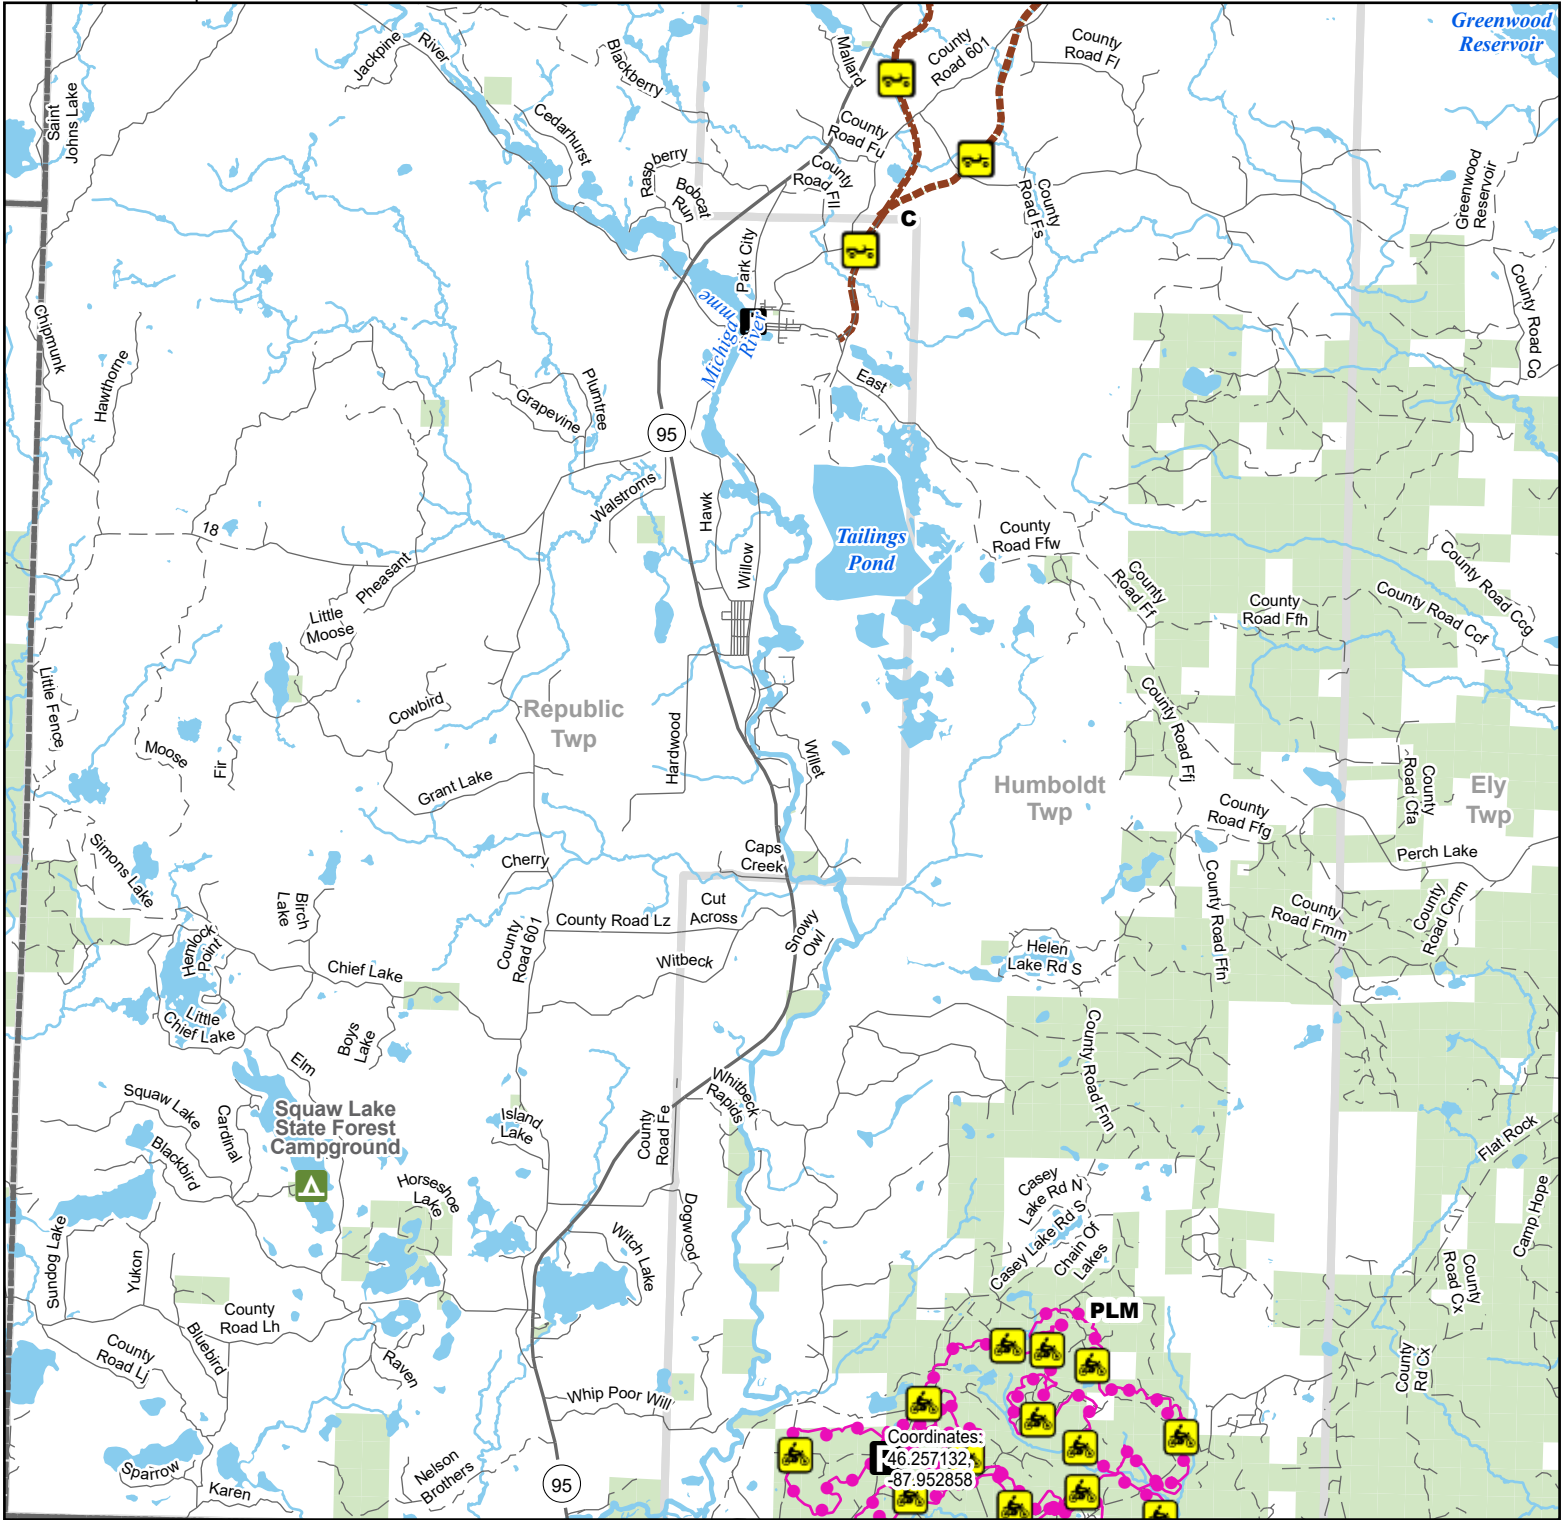 Greenwood
Reservoir
County
Road Fl
County
Road 601
Mallard
Blackberry
River
Jackpine
Saint
Johns Lake
Cedarhurst
County
Road Fu
Raspberry
County
Road Fll
Bobcat
Run
County
Road Fs
Greenwood
Reservoir
C
Park City
County Road Co
Chipmunk
Hawthorne
Michiga
mme
River
East
Plumtree
Grapevine
95
Walstroms
Hawk
Willow
18
Tailings
Pond
County
Road Ffw
Pheasant
Little
Moose
County
Road Ff
County
Road Ffh
County Road Ccg
County Road Ccf
Little Fence
Cowbird
Republic
Twp
Hardwood
Willet
County Road Ffj
Moose
Fir
Grant Lake
Humboldt
Twp
County
Road Cfa
Ely
Twp
County
Road Ffg
Perch Lake
Simons Lake
Cherry
Caps
Creek
Birch
Lake
County
Road 601
County Road Lz
Cut
Across
Snowy
Owl
County Road Ffn
County
Road Fmm
County
Road Cmm
Hemlock
Point
Chief Lake
Witbeck
Helen
Lake Rd S
Little
Chief Lake
Boys
Lake
Elm
County Road Fnn
Squaw Lake
Cardinal
Blackbird
Squaw Lake
State Forest
Campground
Island
Lake
County
Road Fe
Whitbeck
Rapids
Flat Rock
Horseshoe
Lake
Casey
Lake Rd N
Casey Lake Rd S
Chain Of
Lakes
Camp Hope
Sundog Lake
Yukon
Witch Lake
Dogwood
County
Road Cx
County
Road Lh
Bluebird
County
Road Lj
Raven
PLM
County
Rd Cx
Whip Poor Will
Coordinates:
46.257132,
-87.952858
Sparrow
Karen
Nelson
Brothers
95